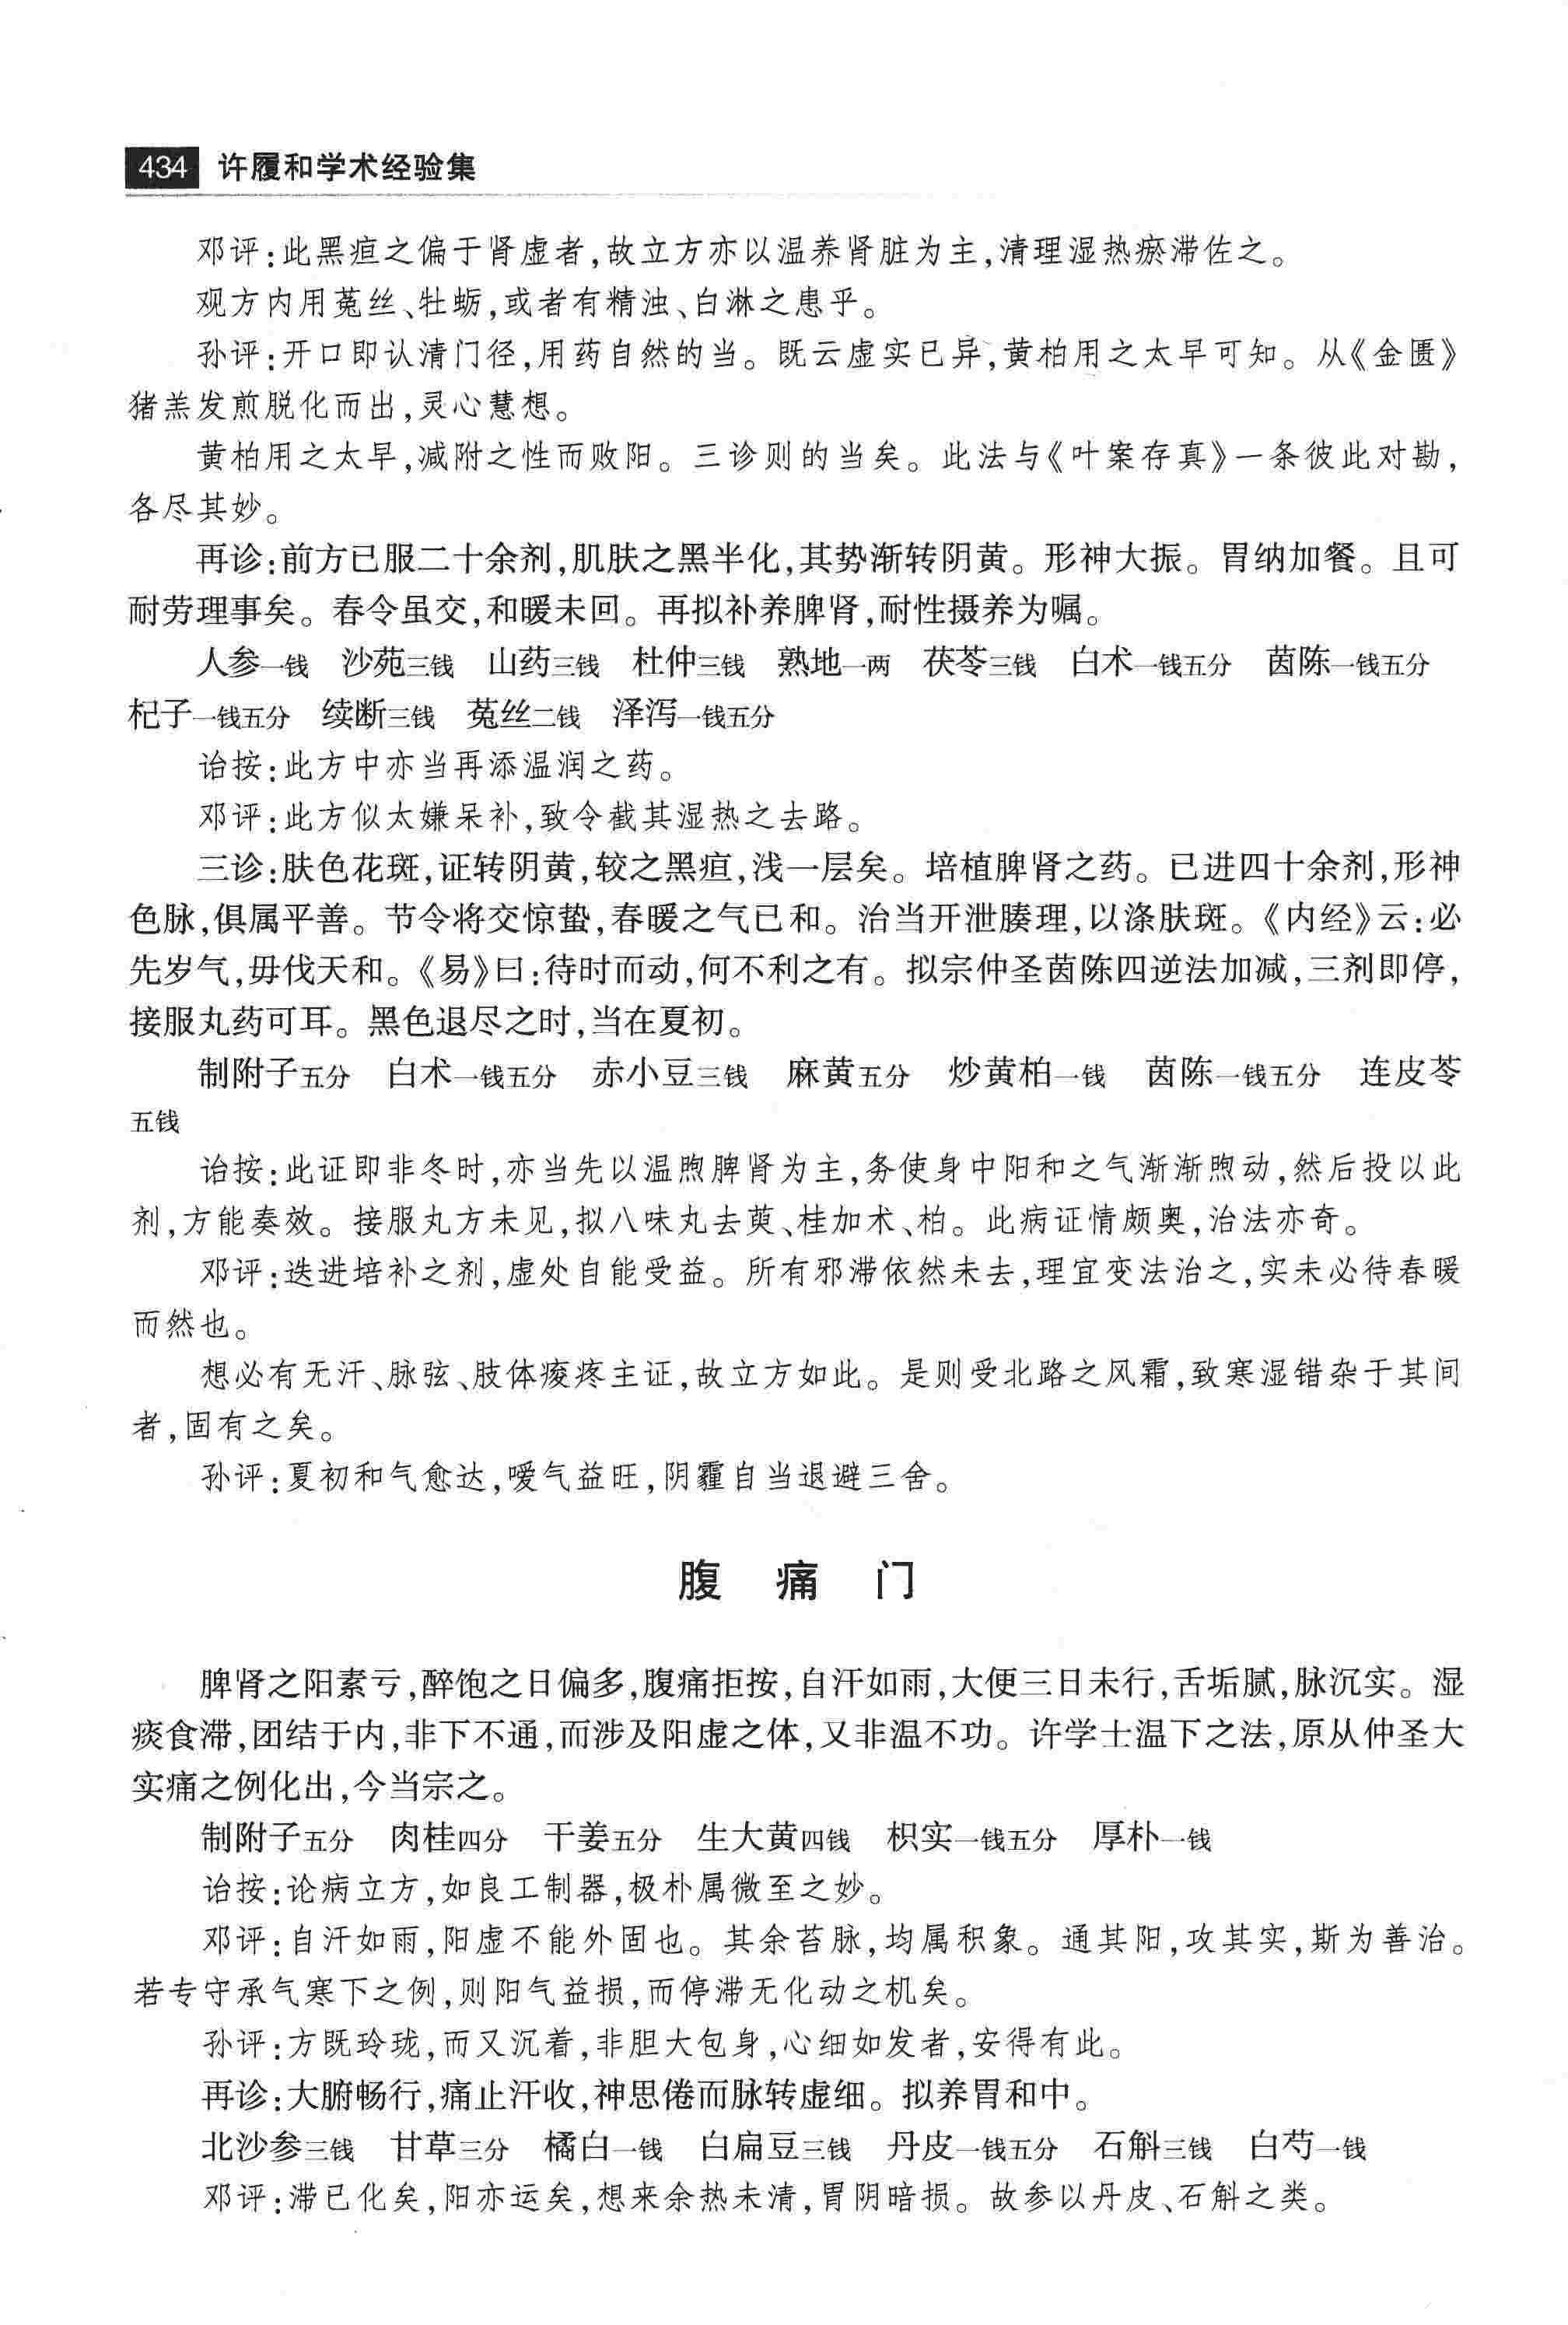 434 许履和学术经验集
邓评:此黑疸之偏于肾虚者,故立方亦以温养肾脏为主,清理湿热瘀滞佐之。
观方内用菟丝、牡蛎,或者有精浊、白淋之患乎。
孙评:开口即认清门径,用药自然的当。既云虚实已异,黄柏用之太早可知。从《金匮》
猪羔发煎脱化而出,灵心慧想。
黄柏用之太早,减附之性而败阳。三诊则的当矣。此法与《叶案存真》一条彼此对勘,
各尽其妙。
再诊:前方已服二十余剂,肌肤之黑半化,其势渐转阴黄。形神大振。胃纳加餐。且可
耐劳理事矣。春令虽交,和暖未回。再拟补养脾肾,耐性摄养为嘱。
人参一钱 沙苑三钱 山药三钱 杜仲三钱 熟地一两 茯苓三钱 白术一钱五分 茵陈一钱五分
杞子一钱五分 续断三钱 菟丝二钱 泽泻一钱五分
诒按:此方中亦当再添温润之药。
邓评:此方似太嫌呆补,致令截其湿热之去路。
三诊:肤色花斑,证转阴黄,较之黑疸,浅一层矣。培植脾肾之药。已进四十余剂,形神
色脉,俱属平善。节令将交惊蛰,春暖之气已和。治当开泄腠理,以涤肤斑。《内经》云:必
先岁气,毋伐天和。《易》曰:待时而动,何不利之有。拟宗仲圣茵陈四逆法加减,三剂即停,
接服丸药可耳。黑色退尽之时,当在夏初。
制附子五分 白术一钱五分 赤小豆三钱 麻黄五分 炒黄柏一钱 茵陈一钱五分 连皮苓
五钱
诒按:此证即非冬时,亦当先以温煦脾肾为主,务使身中阳和之气渐渐煦动,然后投以此
剂,方能奏效。接服丸方未见,拟八味丸去萸、桂加术、柏。此病证情颇奥,治法亦奇。
邓评:迭进培补之剂,虚处自能受益。所有邪滞依然未去,理宜变法治之,实未必待春暖
而然也。
想必有无汗、脉弦、肢体痠疼主证,故立方如此。是则受北路之风霜,致寒湿错杂于其间
者,固有之矣。
孙评:夏初和气愈达,嗳气益旺,阴霾自当退避三舍。
腹 痛 门
脾肾之阳素亏,醉饱之日偏多,腹痛拒按,自汗如雨,大便三日未行,舌垢腻,脉沉实。湿
痰食滞,团结于内,非下不通,而涉及阳虚之体,又非温不功。许学士温下之法,原从仲圣大
实痛之例化出,今当宗之。
制附子五分 肉桂四分 干姜五分 生大黄四钱 枳实一钱五分 厚朴一钱
诒按:论病立方,如良工制器,极朴属微至之妙。
邓评:自汗如雨,阳虚不能外固也。其余苔脉,均属积象。通其阳,攻其实,斯为善治。
若专守承气寒下之例,则阳气益损,而停滞无化动之机矣。
孙评:方既玲珑,而又沉着,非胆大包身,心细如发者,安得有此。
再诊:大腑畅行,痛止汗收,神思倦而脉转虚细。拟养胃和中。
北沙参三钱 甘草三分 橘白一钱 白扁豆三钱 丹皮一钱五分 石斛三钱 白芍一钱
邓评:滞已化矣,阳亦运矣,想来余热未清,胃阴暗损。故参以丹皮、石斛之类。